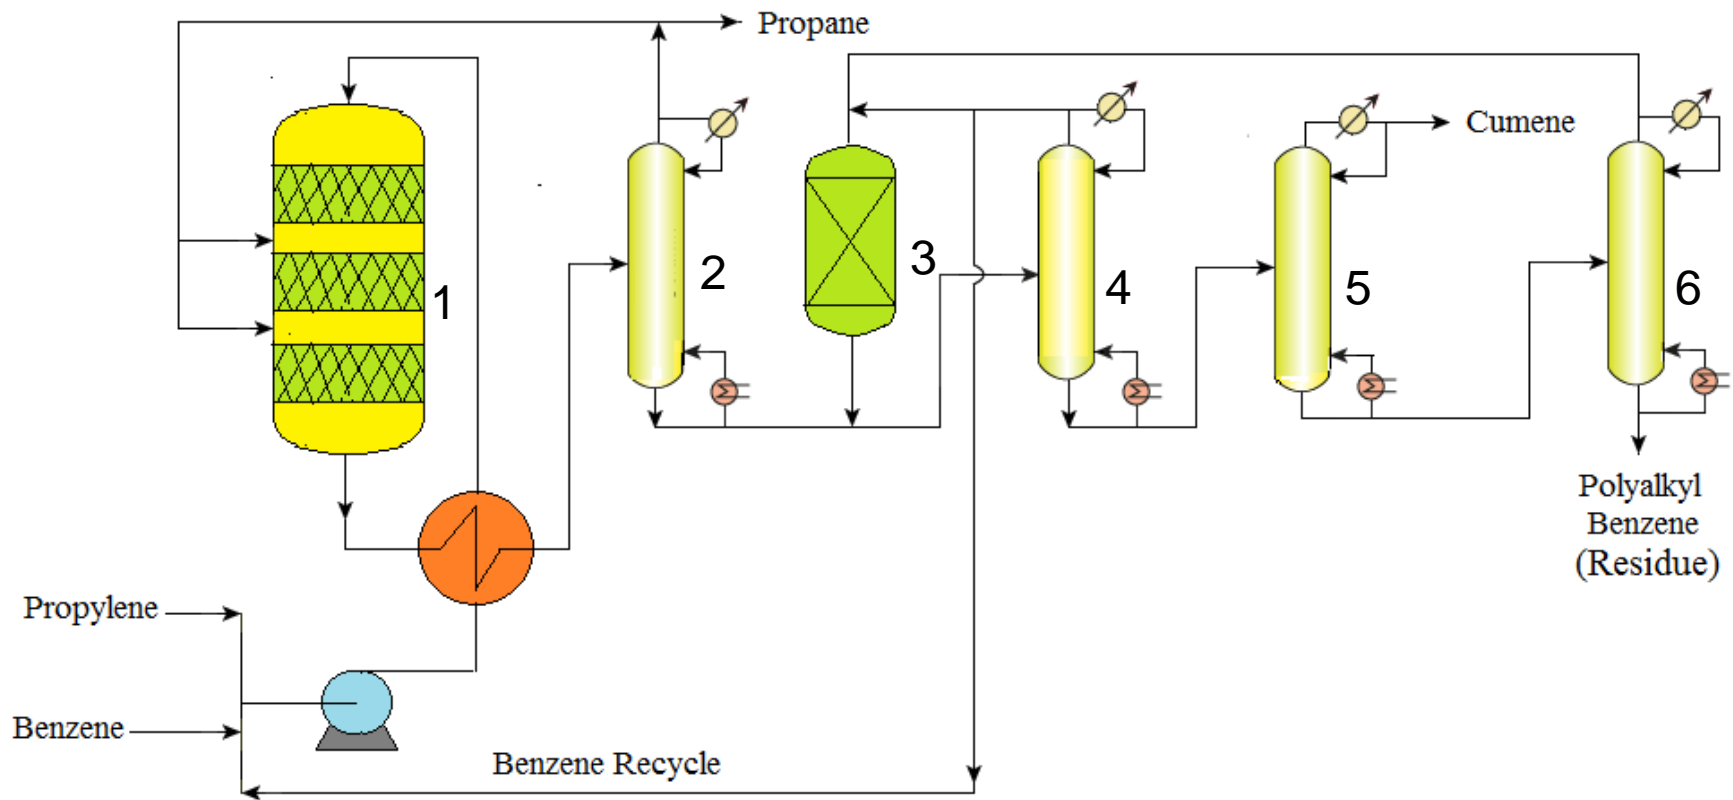 Propane
Cumene
1
2
3
4
5
6
Polyalkyl
Benzene
(Residue)
Propylene
Benzene
Benzene Recycle